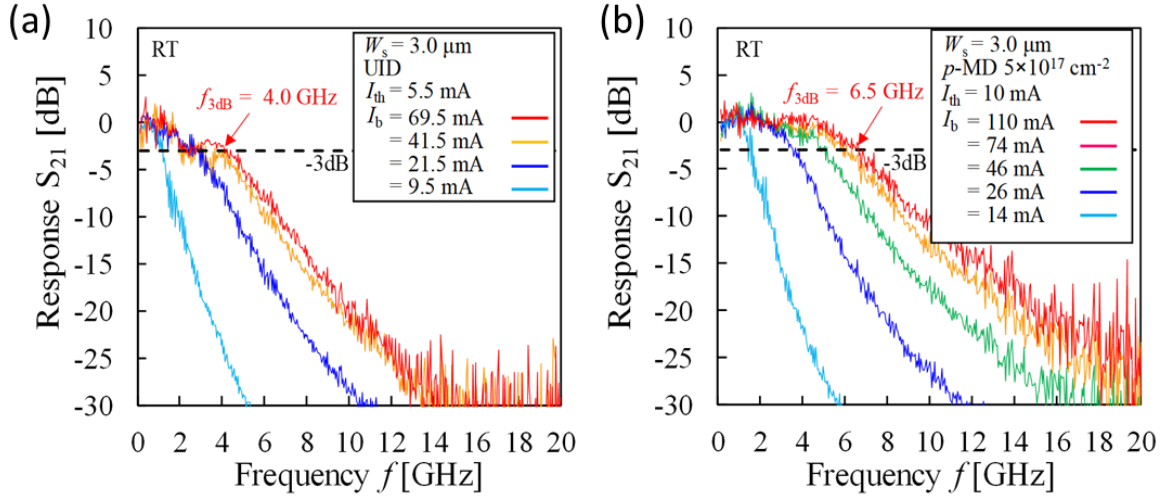 (a)
10
5
0
-5
-10
-15
-20
-25
-30
Response S21 [dB]
RT
Ws = 3.0 μm
UID
Ith = 5.5 mA
Ib = 69.5 mA
= 41.5 mA
= 21.5 mA
= 9.5 mA
f3dB = 4.0 GHz
-3dB
0 2 4 6 8 10 12 14 16 18 20
Frequency f [GHz]
(b)
10
5
0
-5
-10
-15
-20
-25
-30
Response S21 [dB]
RT
Ws = 3.0 μm
p-MD 5×10¹⁷ cm⁻²
Ith = 10 mA
Ib = 110 mA
= 74 mA
= 46 mA
= 26 mA
= 14 mA
f3dB = 6.5 GHz
-3dB
0 2 4 6 8 10 12 14 16 18 20
Frequency f [GHz]